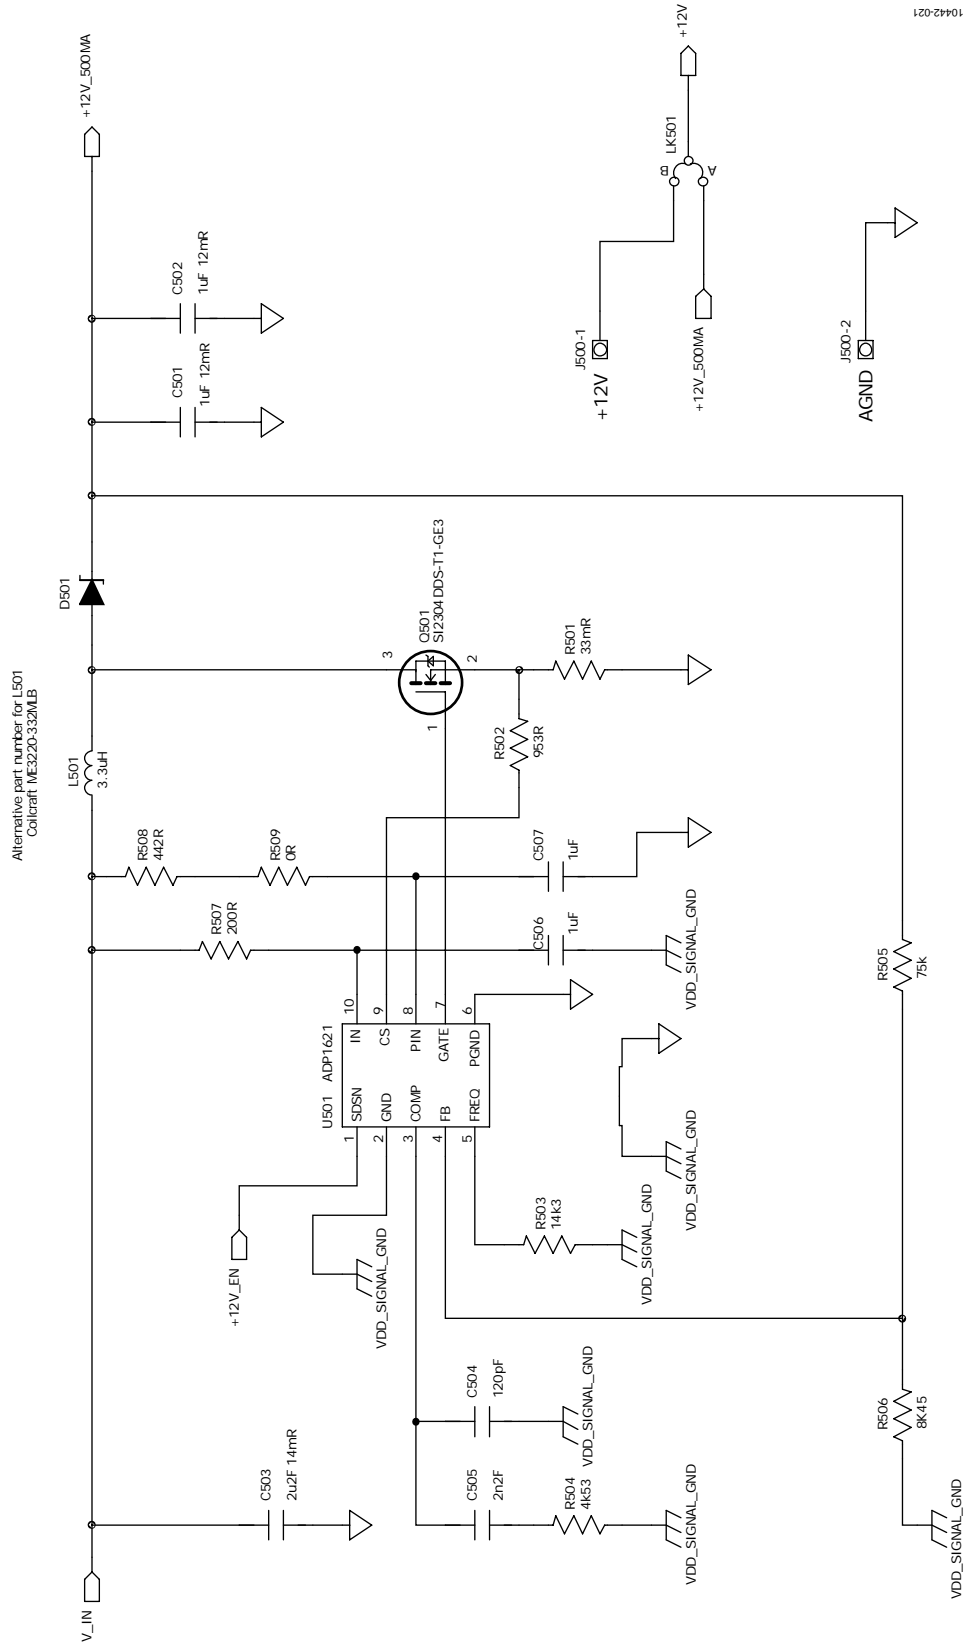 10442-021
Alternative part number for L501
Coilcraft ME3220-332MLB
V_IN
C503
2u2F 14mR
+12V_EN
L501
3.3uH
D501
+12V_500MA
R507
200R
R508
442R
R509
0R
C501
1uF 12mR
C502
1uF 12mR
U501 ADP1621
1 SDSN
2 GND
3 COMP
4 FB
5 FREQ
IN 10
CS 9
PIN 8
GATE 7
PGND 6
VDD_SIGNAL_GND
Q501
SI2304DDS-T1-GE3
1
2
3
C505
2n2F
C504
120pF
R504
4k53
VDD_SIGNAL_GND
VDD_SIGNAL_GND
R503
14k3
VDD_SIGNAL_GND
VDD_SIGNAL_GND
C506
1uF
VDD_SIGNAL_GND
C507
1uF
R502
953R
R501
33mR
J500-1
+12V
+12V_500MA
LK501
B
A
+12V
J500-2
AGND
R506
8K45
R505
75k
VDD_SIGNAL_GND